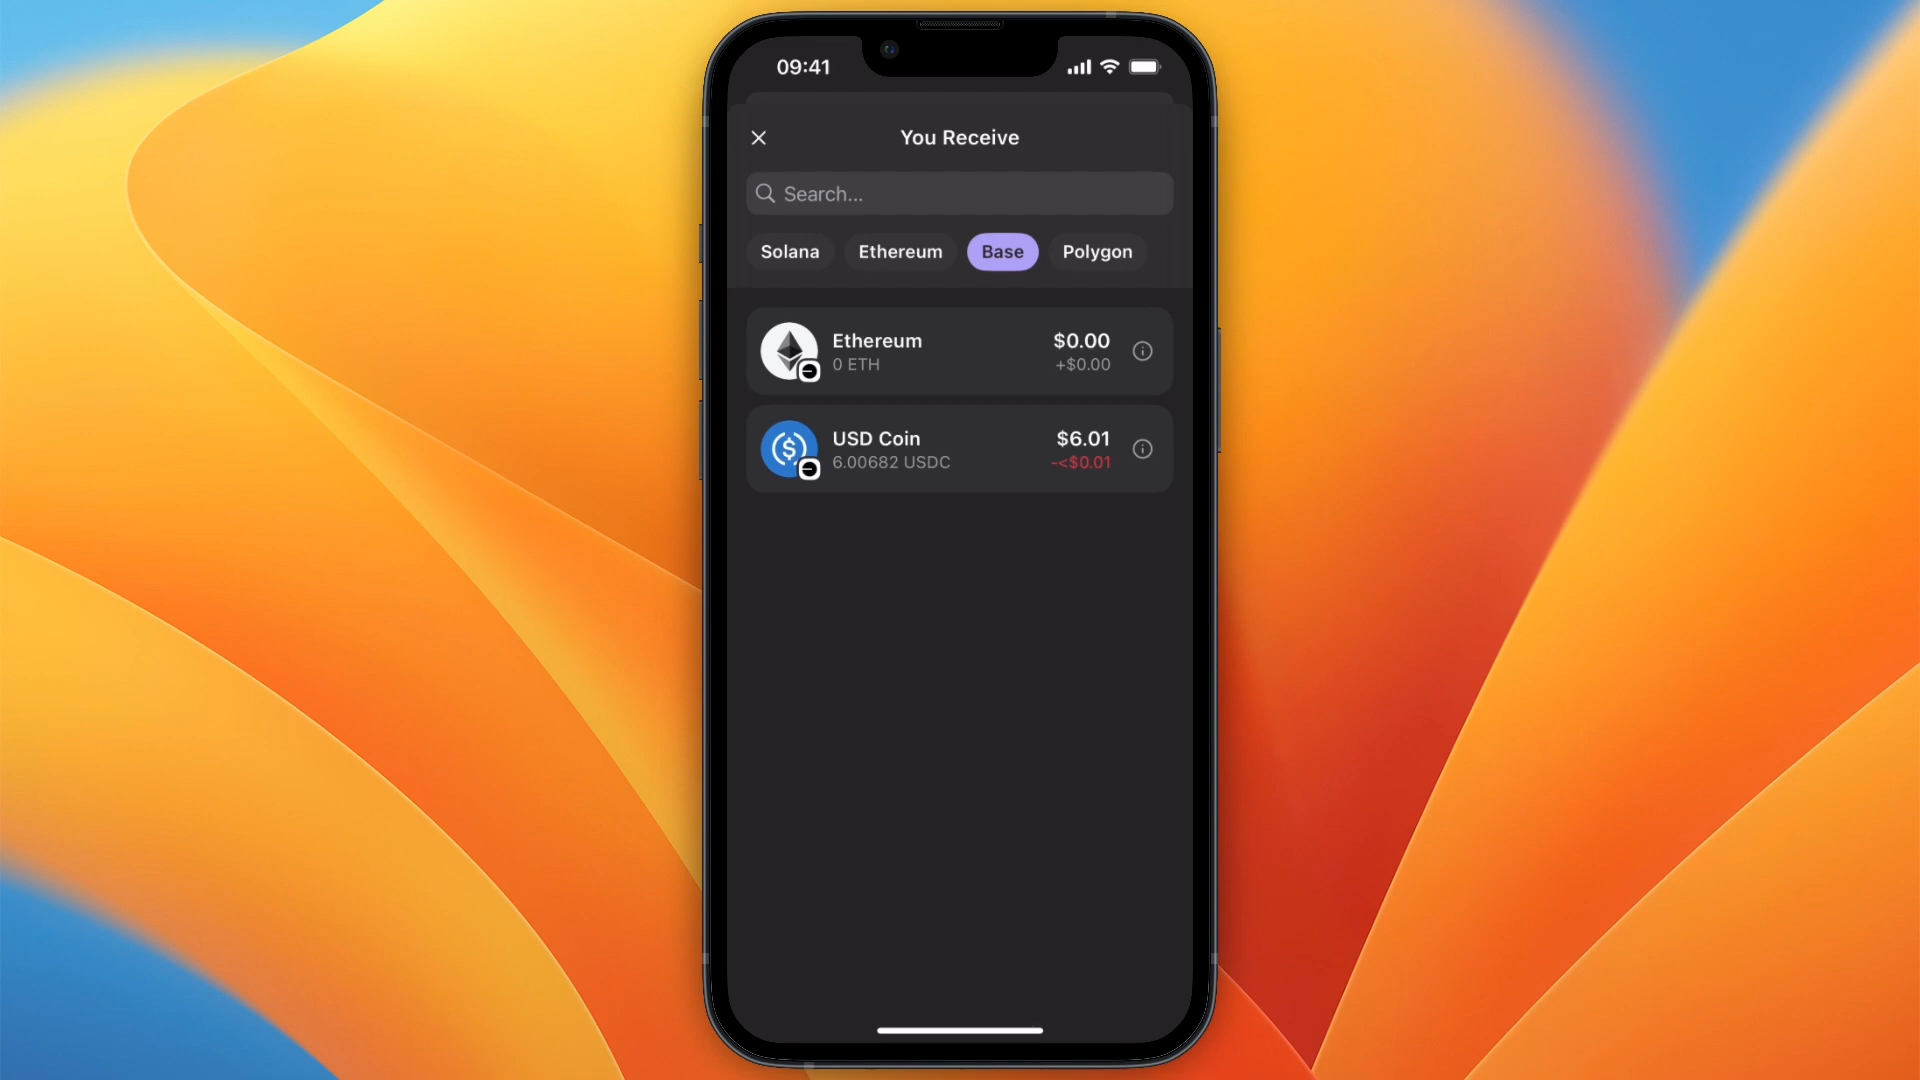 09:41
You Receive
Search...
Solana Ethereum Base Polygon
Ethereum $0.00
0 ETH +$0.00
USD Coin $6.01
6.00682 USDC -<$0.01